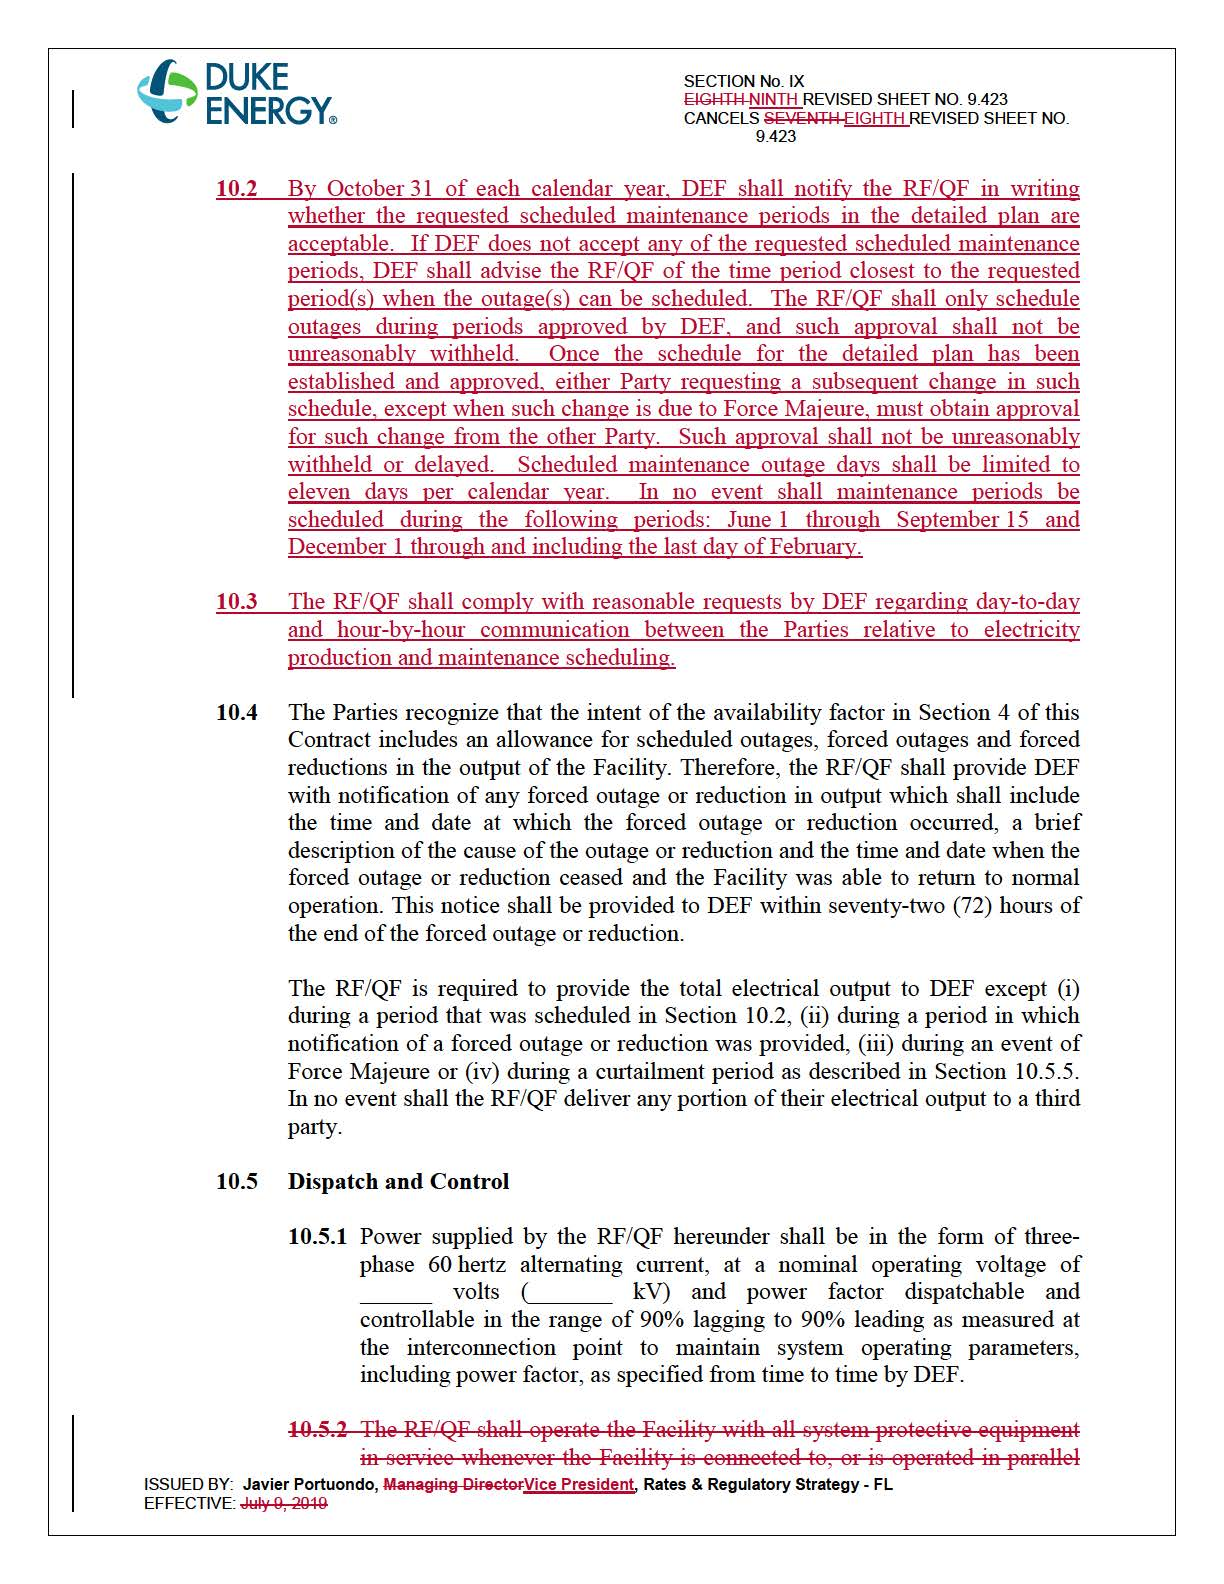 DUKE
ENERGY®
SECTION No. IX
EIGHTH NINTH REVISED SHEET NO. 9.423
CANCELS SEVENTH EIGHTH REVISED SHEET NO.
9.423
10.2 By October 31 of each calendar year, DEF shall notify the RF/QF in writing
whether the requested scheduled maintenance periods in the detailed plan are
acceptable. If DEF does not accept any of the requested scheduled maintenance
periods, DEF shall advise the RF/QF of the time period closest to the requested
period(s) when the outage(s) can be scheduled. The RF/QF shall only schedule
outages during periods approved by DEF, and such approval shall not be
unreasonably withheld. Once the schedule for the detailed plan has been
established and approved, either Party requesting a subsequent change in such
schedule, except when such change is due to Force Majeure, must obtain approval
for such change from the other Party. Such approval shall not be unreasonably
withheld or delayed. Scheduled maintenance outage days shall be limited to
eleven days per calendar year. In no event shall maintenance periods be
scheduled during the following periods: June 1 through September 15 and
December 1 through and including the last day of February.
10.3 The RF/QF shall comply with reasonable requests by DEF regarding day-to-day
and hour-by-hour communication between the Parties relative to electricity
production and maintenance scheduling.
10.4 The Parties recognize that the intent of the availability factor in Section 4 of this
Contract includes an allowance for scheduled outages, forced outages and forced
reductions in the output of the Facility. Therefore, the RF/QF shall provide DEF
with notification of any forced outage or reduction in output which shall include
the time and date at which the forced outage or reduction occurred, a brief
description of the cause of the outage or reduction and the time and date when the
forced outage or reduction ceased and the Facility was able to return to normal
operation. This notice shall be provided to DEF within seventy-two (72) hours of
the end of the forced outage or reduction.
The RF/QF is required to provide the total electrical output to DEF except (i)
during a period that was scheduled in Section 10.2, (ii) during a period in which
notification of a forced outage or reduction was provided, (iii) during an event of
Force Majeure or (iv) during a curtailment period as described in Section 10.5.5.
In no event shall the RF/QF deliver any portion of their electrical output to a third
party.
10.5 Dispatch and Control
10.5.1 Power supplied by the RF/QF hereunder shall be in the form of three-
phase 60 hertz alternating current, at a nominal operating voltage of
______ volts (_______ kV) and power factor dispatchable and
controllable in the range of 90% lagging to 90% leading as measured at
the interconnection point to maintain system operating parameters,
including power factor, as specified from time to time by DEF.
10.5.2 The RF/QF shall operate the Facility with all system protective equipment
in service whenever the Facility is connected to, or is operated in parallel
ISSUED BY: Javier Portuondo, Managing DirectorVice President, Rates & Regulatory Strategy - FL
EFFECTIVE: July 9, 2019